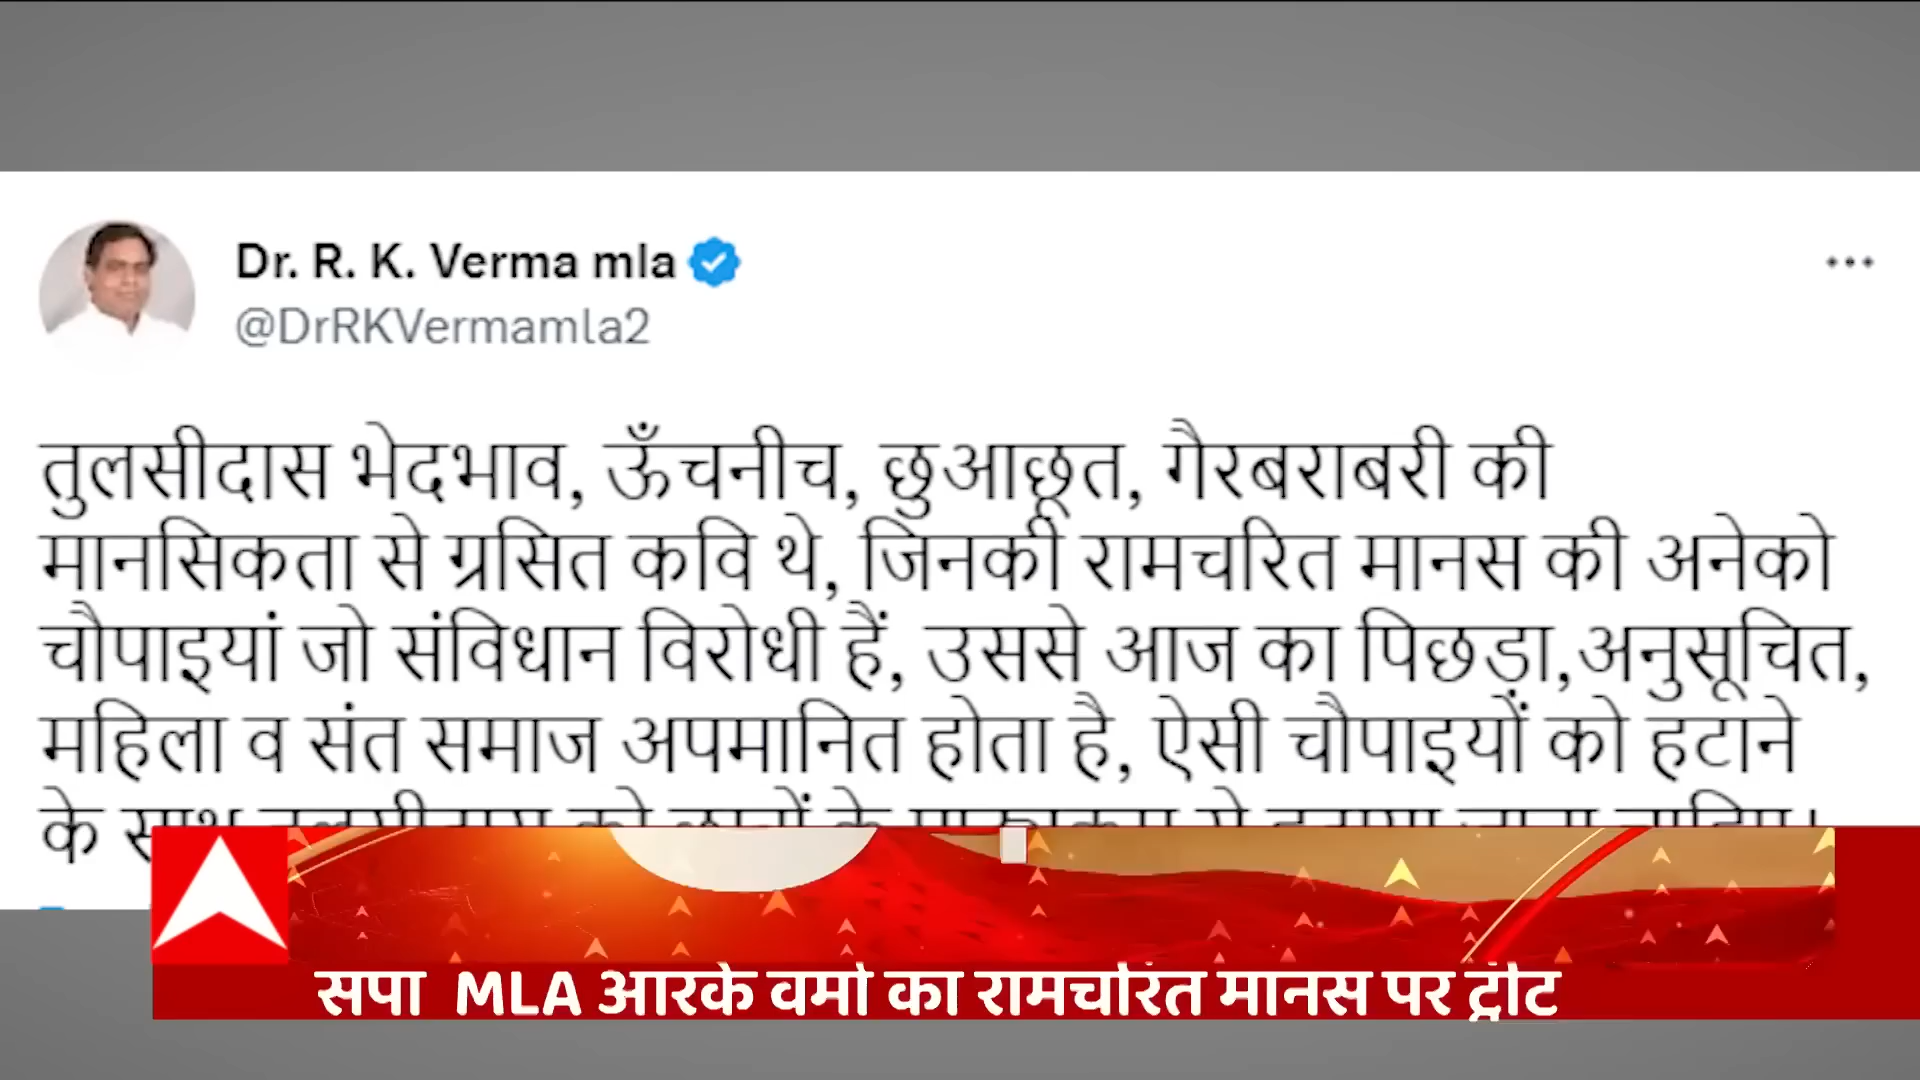 Dr. R. K. Verma mla
@DrRKVermamla2
तुलसीदास भेदभाव, ऊँचनीच, छुआछूत, गैरबराबरी की
मानसिकता से ग्रसित कवि थे, जिनकी रामचरित मानस की अनेको
चौपाइयां जो संविधान विरोधी हैं, उससे आज का पिछड़ा,अनुसूचित,
महिला व संत समाज अपमानित होता है, ऐसी चौपाइयों को हटाने
के
सपा MLA आरके वर्मा का रामचरित मानस पर ट्वीट